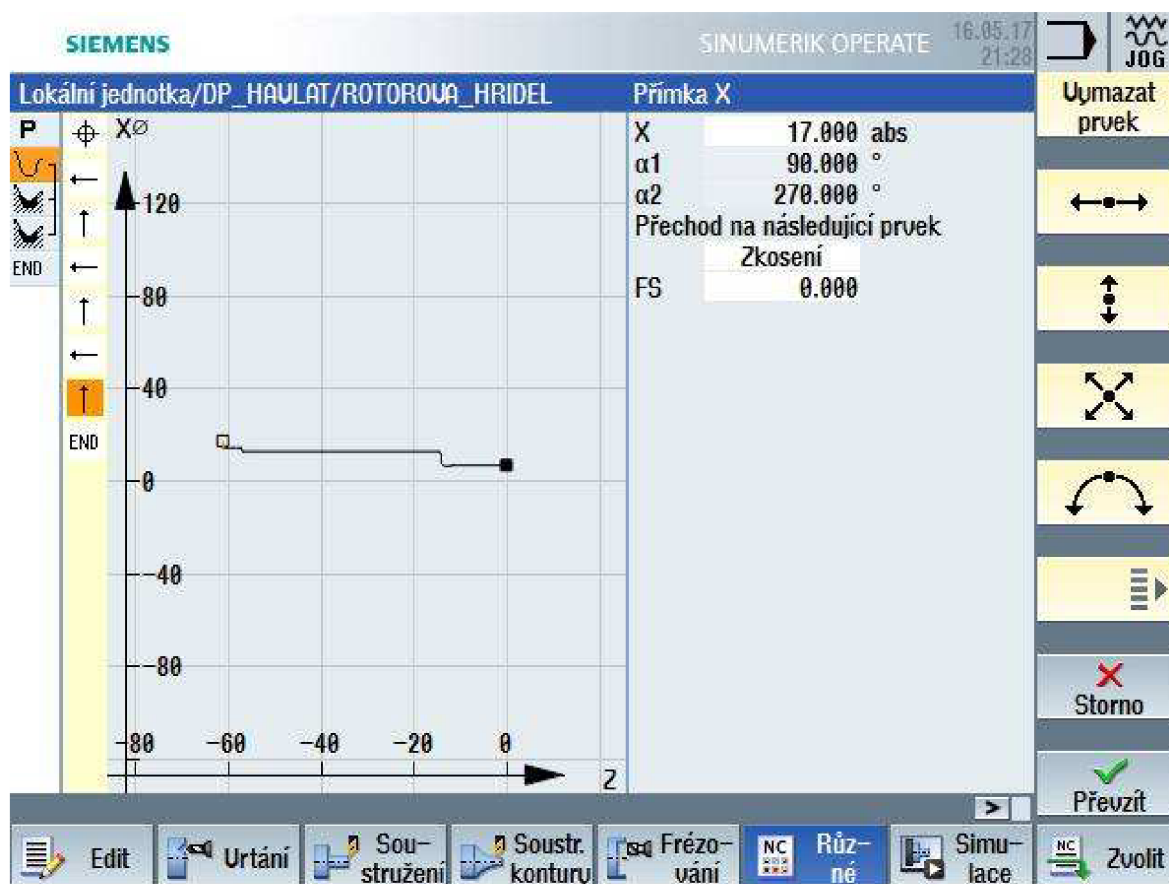 SIEMENS
SINUMERIK OPERATE
16.05.17
21:28
JOG
Lokální jednotka/DP_HAVLAT/ROTOROVA_HRIDEL
Přímka X
Vymazat
prvek
P
X∅
X 17.000 abs
α1 90.000 °
α2 270.000 °
Přechod na následující prvek
Zkosení
FS 0.000
END
END
120
80
40
0
-40
-80
-80 -60 -40 -20 0
Z
Storno
Převzít
>
Edit
Vrtání
Sou-
stružení
Soustr.
kontury
Frézo-
vání
NC
Růz-
né
Simu-
lace
NC
Zvolit